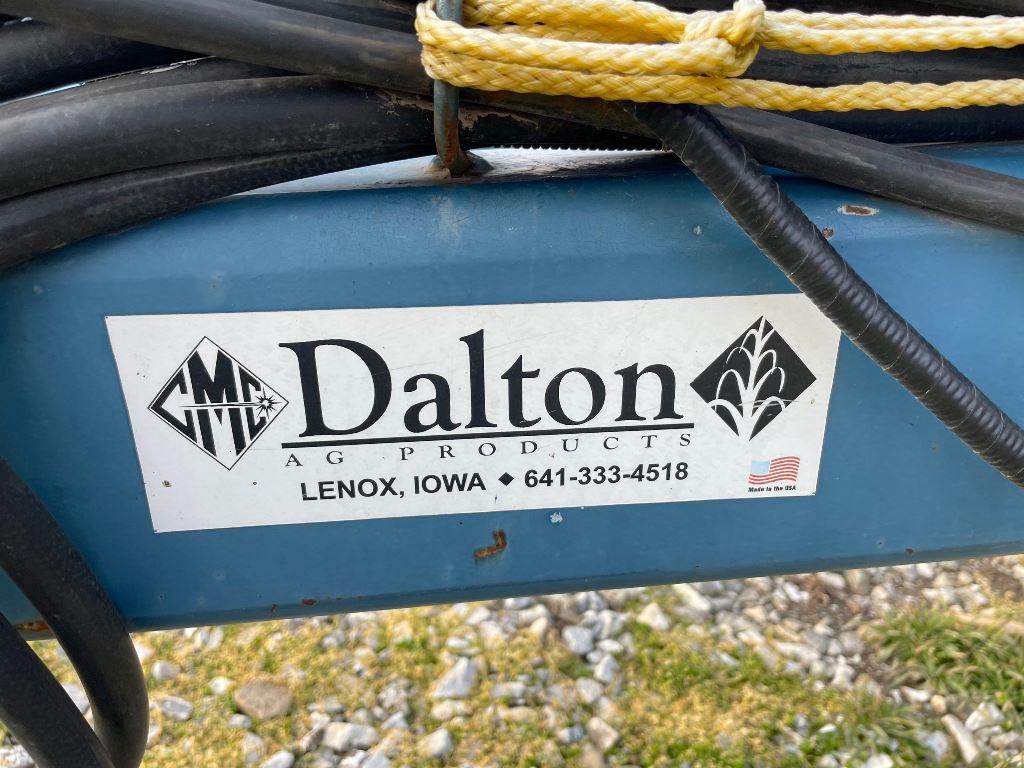 CMC
Dalton
AG PRODUCTS
LENOX, IOWA ◆ 641-333-4518
Made in the USA